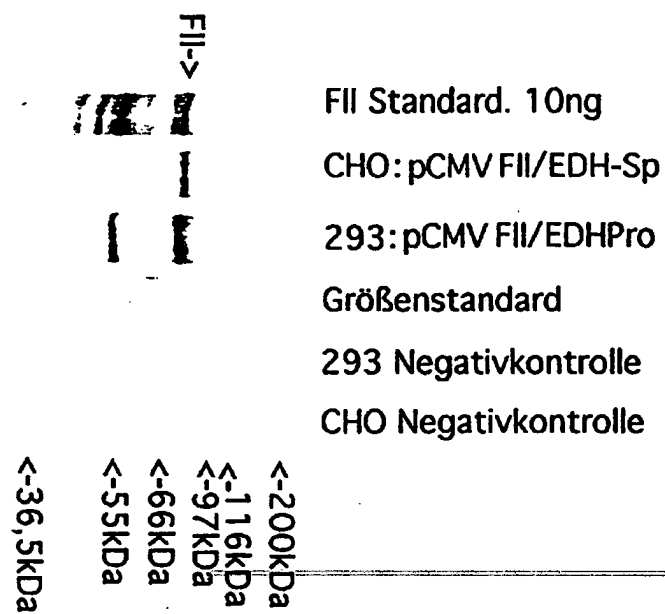 FII->
FII Standard. 10ng
CHO: pCMV FII/EDH-Sp
293: pCMV FII/EDHPro
Größenstandard
293 Negativkontrolle
CHO Negativkontrolle
<-36,5kDa
<-55kDa
<-66kDa
<-97kDa
<-116kDa
<-200kDa